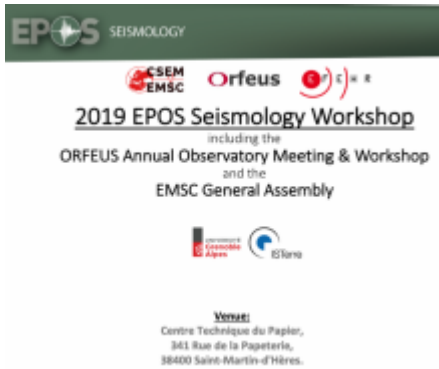 EPOS SEISMOLOGY
CSEM
EMSC
Orfeus
EFEHR
2019 EPOS Seismology Workshop
including the
ORFEUS Annual Observatory Meeting & Workshop
and the
EMSC General Assembly
UNIVERSITÉ
Grenoble
Alpes
ISTerre
Venue:
Centre Technique du Papier,
341 Rue de la Papeterie,
38400 Saint-Martin-d'Hères.